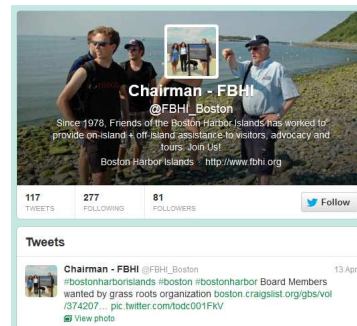 Chairman - FBHI
@FBHI_Boston
Since 1978, Friends of the Boston Harbor Islands has worked to
provide on-island + off-island assistance to visitors, advocacy and
tours. Join Us!
Boston Harbor Islands · http://www.fbhi.org
117 277 81
TWEETS FOLLOWING FOLLOWERS
Follow
Tweets
Chairman - FBHI @FBHI_Boston 13 Apr
#bostonharborislands #boston #bostonharbor Board Members
wanted by grass roots organization boston.craigslist.org/gbs/vol
/374207... pic.twitter.com/todc001FkV
View photo